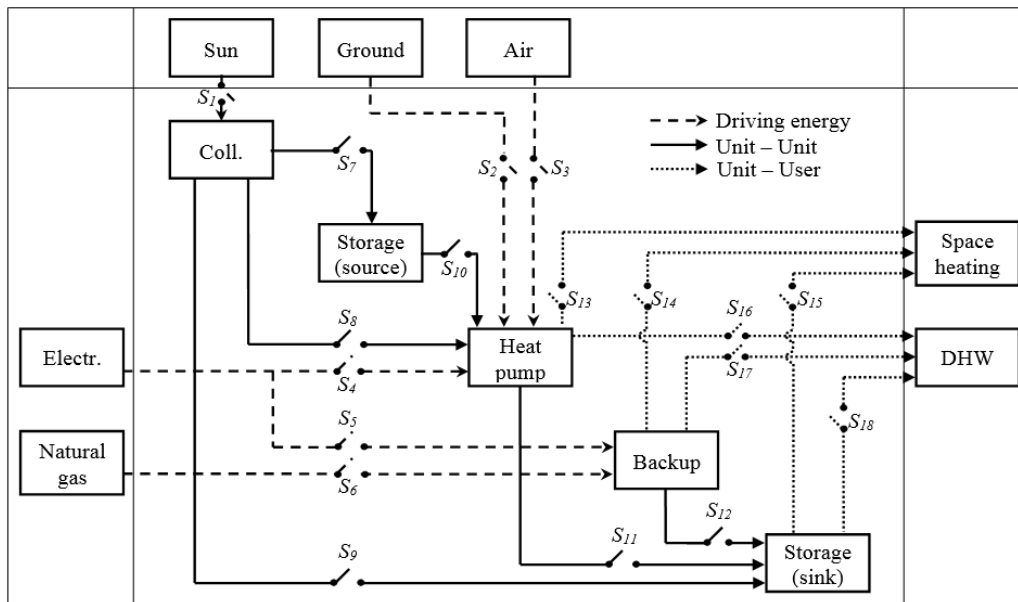 Sun
Ground
Air
S1
Coll.
S7
S2
S3
Driving energy
Unit – Unit
Unit – User
Storage
(source)
S10
Space
heating
S13
S14
S15
S8
S16
Electr.
S4
Heat
pump
S17
DHW
S5
S18
Natural
gas
S6
Backup
S12
S11
S9
Storage
(sink)